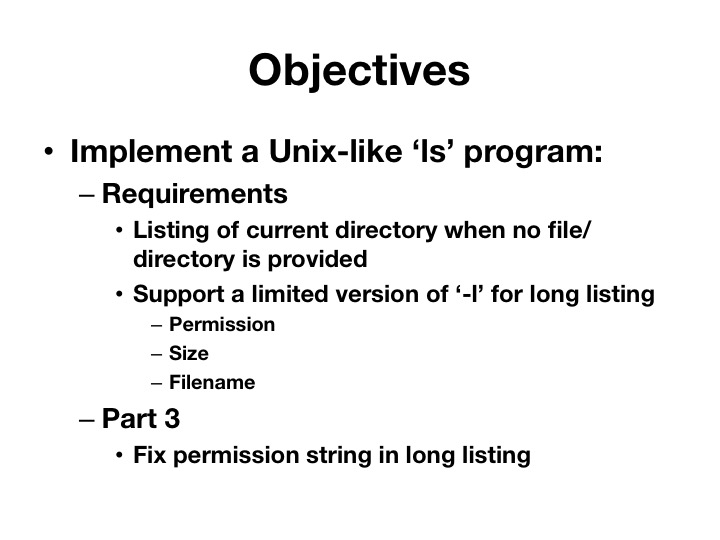 Objectives
• Implement a Unix-like ‘ls’ program:
– Requirements
• Listing of current directory when no file/
directory is provided
• Support a limited version of ‘-l’ for long listing
– Permission
– Size
– Filename
– Part 3
• Fix permission string in long listing